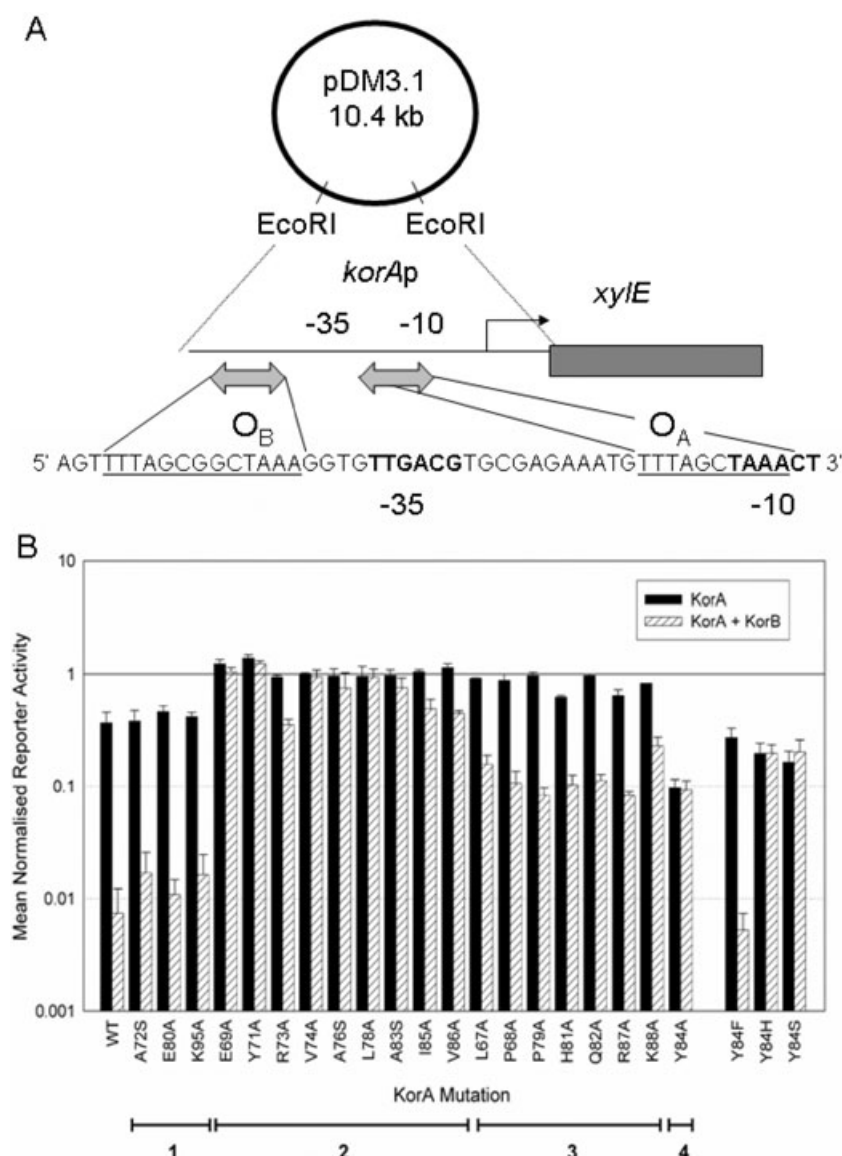 A
pDM3.1
10.4 kb
EcoRI EcoRI
korAp
xylE
-35 -10
O_B O_A
5' AGTTTTAGCGGCTAAAGGTGTTGACGTGCGAGAAATGTTTAGCTAAACT 3'
-35 -10
B
10
1
0.1
0.01
0.001
Mean Normalised Reporter Activity
KorA
KorA + KorB
WT A72S E80A K95A E69A Y71A R73A V74A A76S L78A A83S I85A V86A L67A P68A P79A H81A Q82A R87A K88A Y84A Y84F Y84H Y84S
KorA Mutation
1 2 3 4